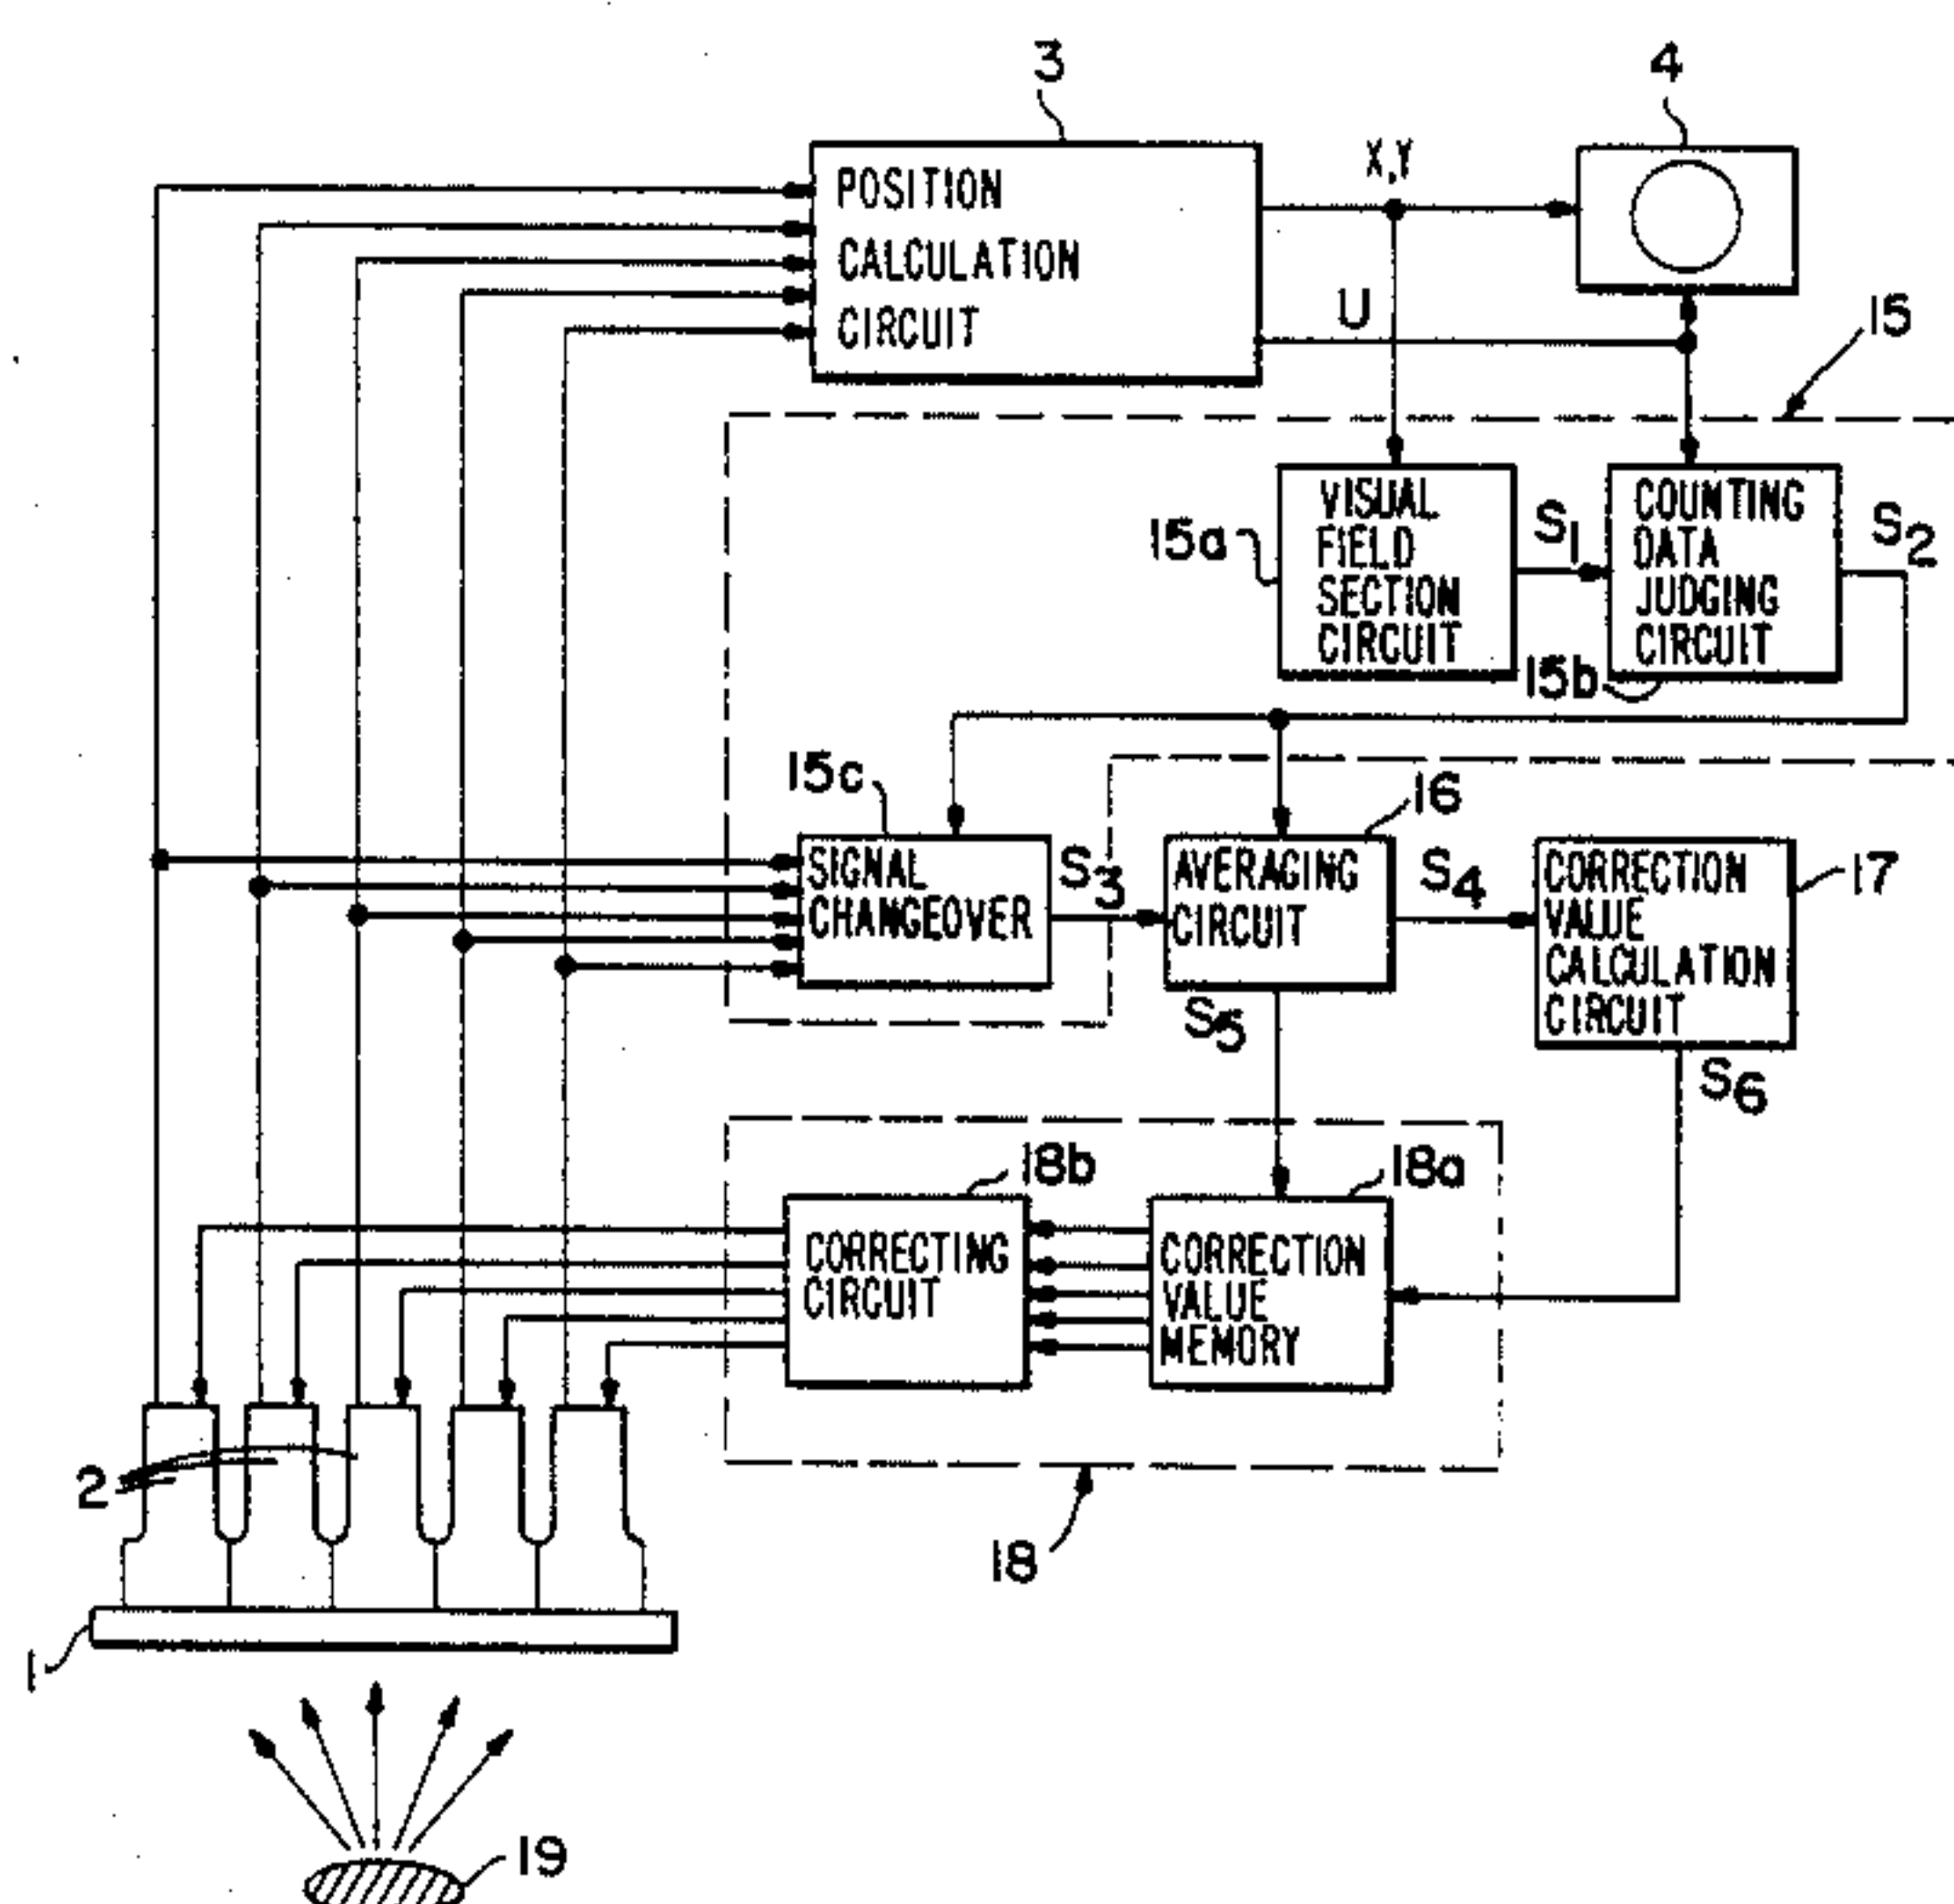 3
4
POSITION
CALCULATION
CIRCUIT
X,Y
U
15
VISUAL
FIELD
SECTION
CIRCUIT
15a
S1
COUNTING
DATA
JUDGING
CIRCUIT
15b
S2
15c
SIGNAL
CHANGEOVER
S3
16
AVERAGING
CIRCUIT
S4
17
CORRECTION
VALUE
CALCULATION
CIRCUIT
S5
S6
18b
CORRECTING
CIRCUIT
18a
CORRECTION
VALUE
MEMORY
18
2
1
19